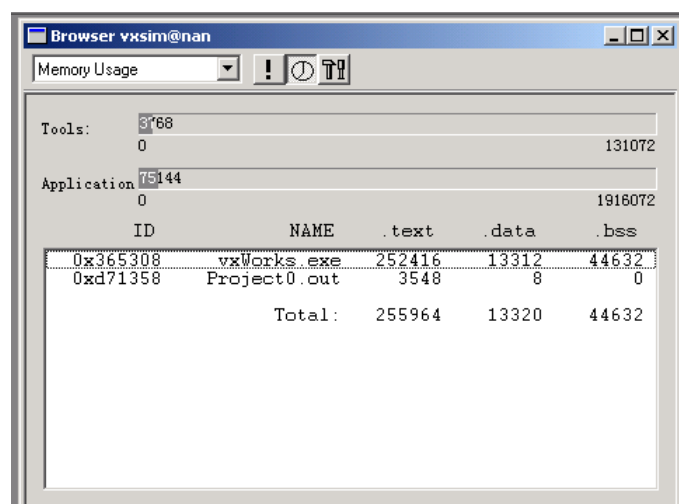 Browser vxsim@nan
Memory Usage
Tools:
0 131072
Application 75144
0 1916072
ID NAME .text .data .bss
0x365308 vxWorks.exe 252416 13312 44632
0xd71358 Project0.out 3548 8 0
Total: 255964 13320 44632